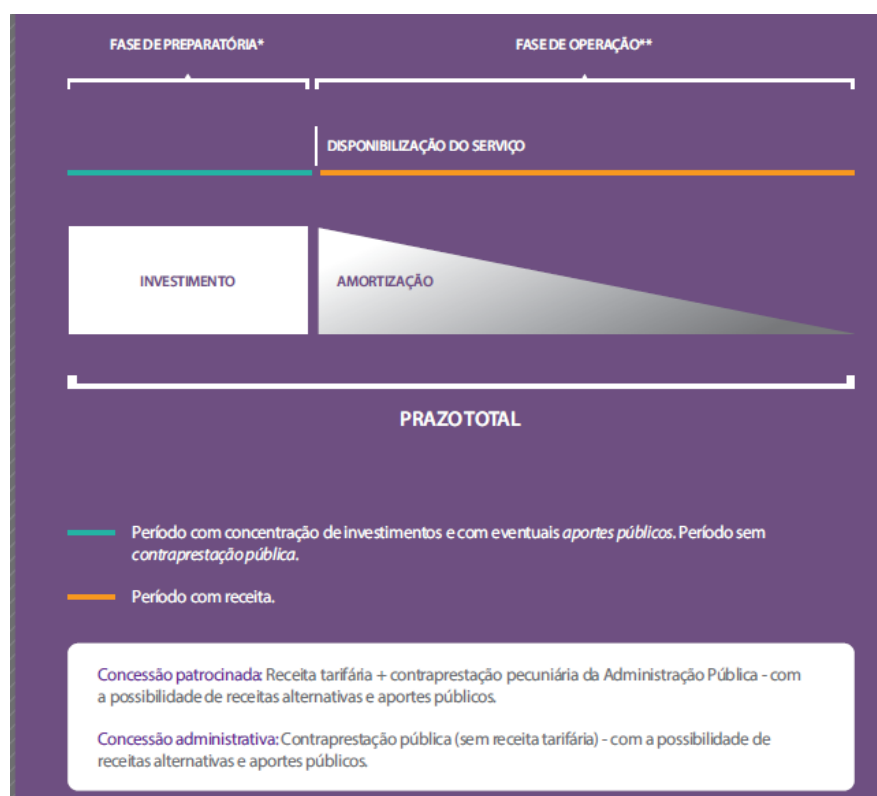 FASE DE PREPARATÓRIA*
FASE DE OPERAÇÃO**
DISPONIBILIZAÇÃO DO SERVIÇO
INVESTIMENTO
AMORTIZAÇÃO
PRAZO TOTAL
Período com concentração de investimentos e com eventuais aportes públicos. Período sem
contraprestação pública.
Período com receita.
Concessão patrocinada: Receita tarifária + contraprestação pecuniária da Administração Pública - com
a possibilidade de receitas alternativas e aportes públicos.
Concessão administrativa: Contraprestação pública (sem receita tarifária) - com a possibilidade de
receitas alternativas e aportes públicos.